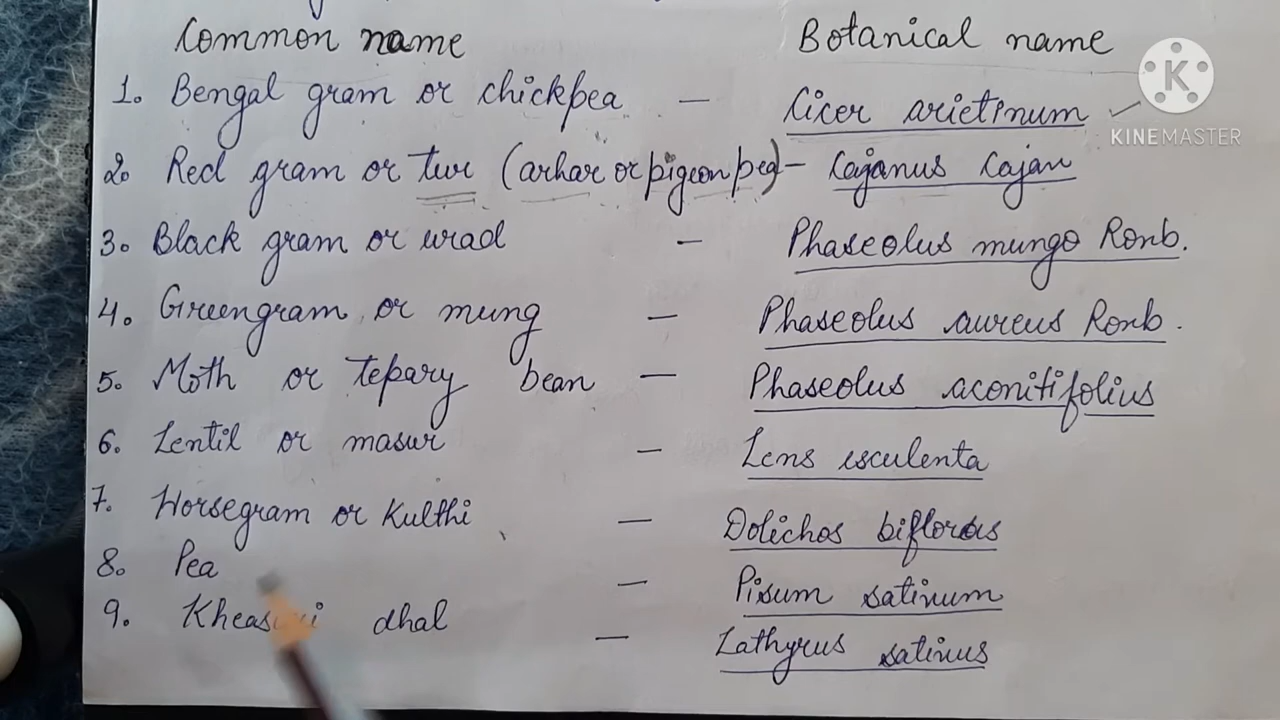 Common name Botanical name
1. Bengal gram or chickpea — Cicer arietinum
2. Red gram or tur (arhar or pigeon pea) – Cajanus Cajan
3. Black gram or urad — Phaseolus mungo Roxb.
4. Greengram or mung — Phaseolus aureus Roxb.
5. Moth or tepary bean — Phaseolus aconitifolius
6. Lentil or masur — Lens esculenta
7. Horsegram or Kulthi — Dolichos biflorus
8. Pea — Pisum sativum
9. dhal — Lathyrus sativus
K
KINEMASTER